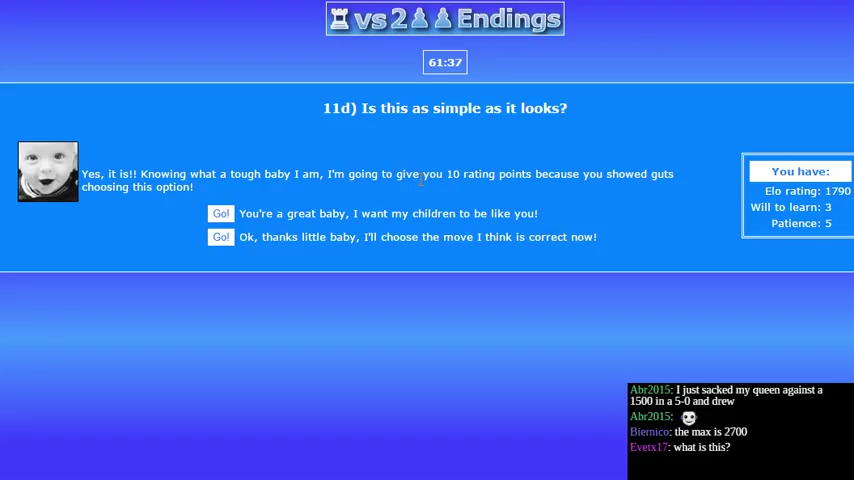 vs 2 Endings
61:37
11d) Is this as simple as it looks?
Yes, it is!! Knowing what a tough baby I am, I'm going to give you 10 rating points because you showed guts
choosing this option!
You have:
Elo rating: 1790
Will to learn: 3
Patience: 5
Go! You're a great baby, I want my children to be like you!
Go! Ok, thanks little baby, I'll choose the move I think is correct now!
Abr2015: I just sacked my queen against a
1500 in a 5-0 and drew
Abr2015:
Biernico: the max is 2700
Evetx17: what is this?